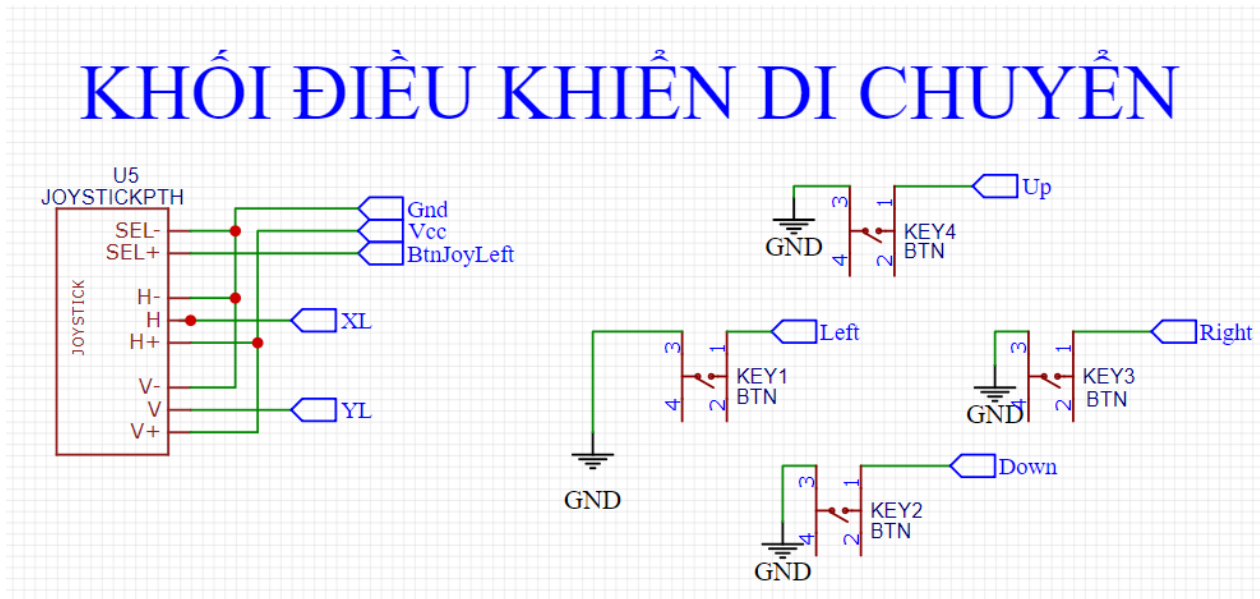 KHỐI ĐIỀU KHIỂN DI CHUYỂN
U5
JOYSTICKPTH
JOYSTICK
SEL-
SEL+
H-
H
H+
V-
V
V+
Gnd
Vcc
BtnJoyLeft
XL
YL
Up
3
1
4
2
KEY4
BTN
GND
Left
3
1
4
2
KEY1
BTN
GND
Right
3
1
4
2
KEY3
BTN
GND
Down
3
1
4
2
KEY2
BTN
GND